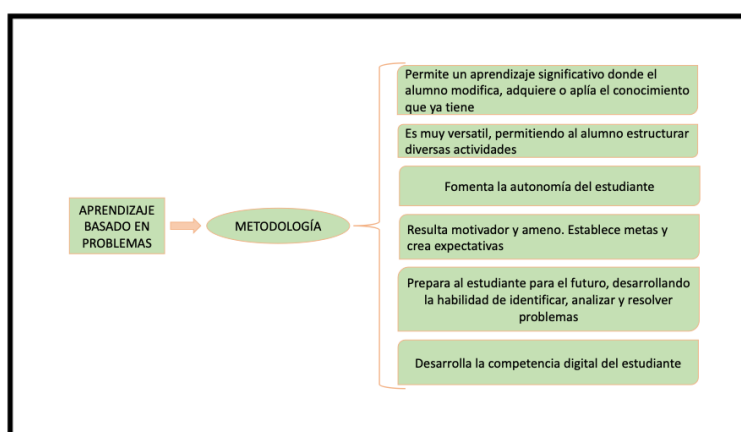 APRENDIZAJE
BASADO EN
PROBLEMAS
METODOLOGÍA
Permite un aprendizaje significativo donde el
alumno modifica, adquiere o aplía el conocimiento
que ya tiene
Es muy versatil, permitiendo al alumno estructurar
diversas actividades
Fomenta la autonomía del estudiante
Resulta motivador y ameno. Establece metas y
crea expectativas
Prepara al estudiante para el futuro, desarrollando
la habilidad de identificar, analizar y resolver
problemas
Desarrolla la competencia digital del estudiante